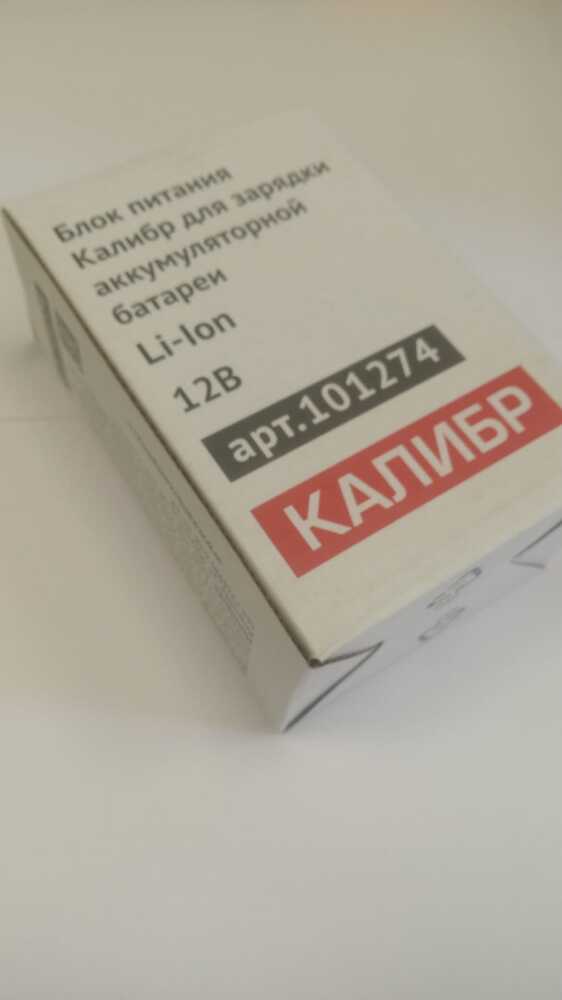 Блок питания
Калибр для зарядки
аккумуляторной
батареи
Li-Ion
12В
арт.101274
КАЛИБР